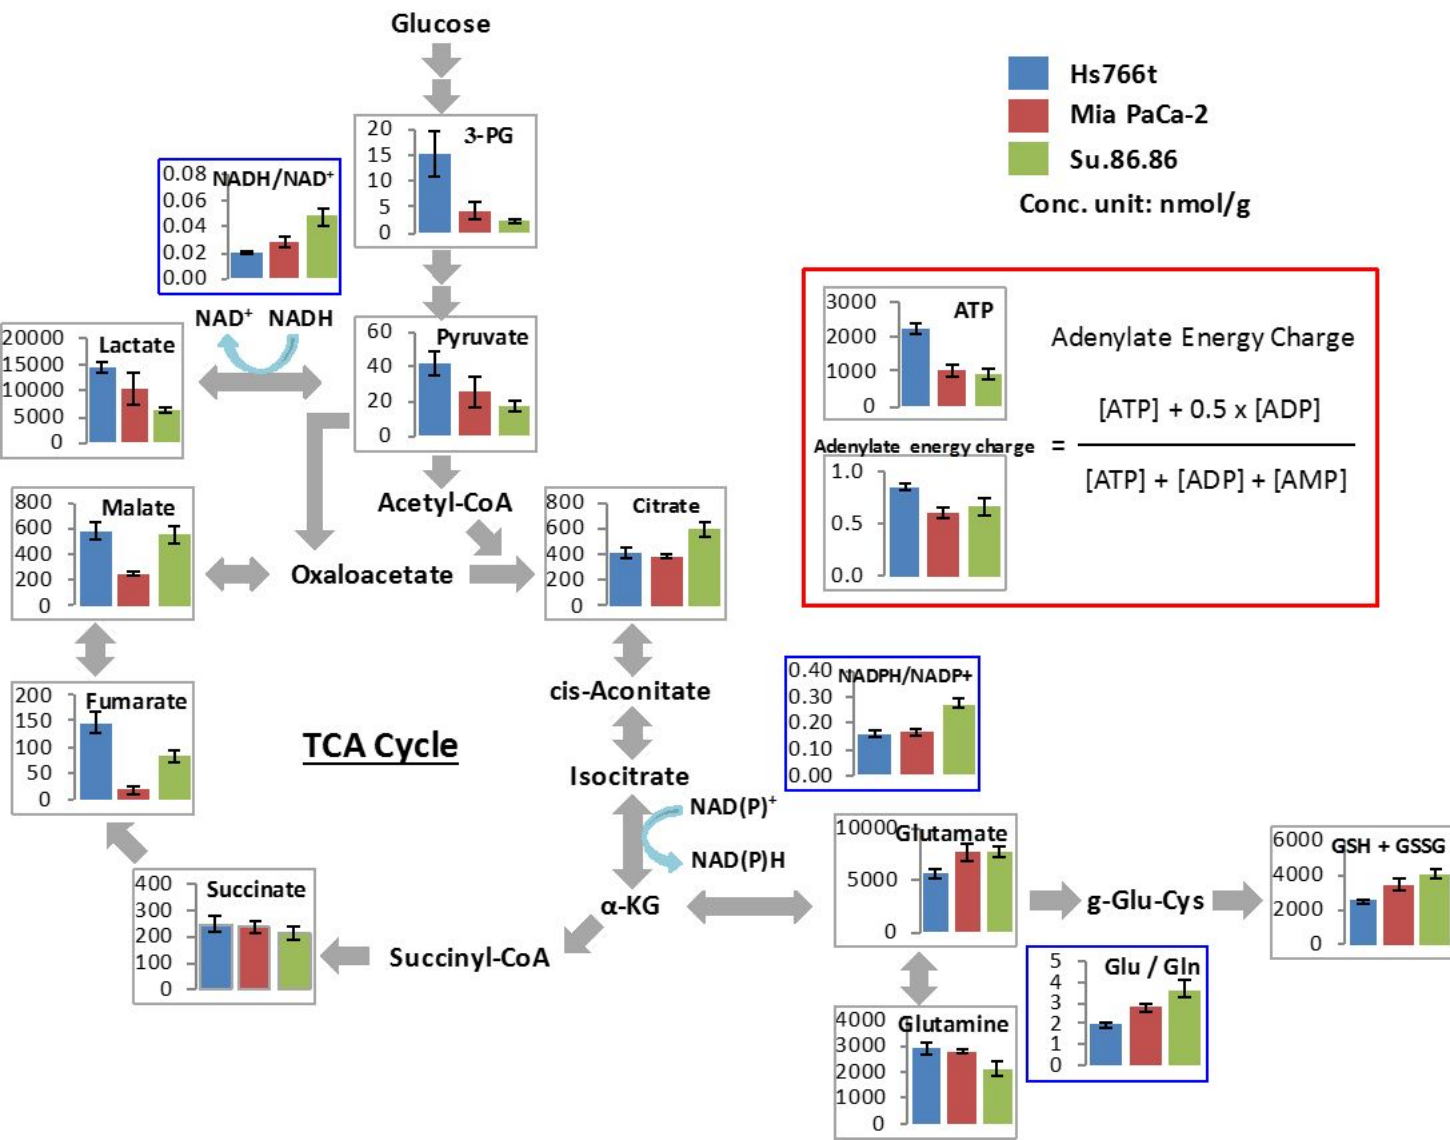 Glucose
Hs766t
Mia PaCa-2
Su.86.86
Conc. unit: nmol/g
3-PG
20
15
10
5
0
NADH/NAD⁺
0.08
0.06
0.04
0.02
0.00
NAD⁺ NADH
Lactate
20000
15000
10000
5000
0
Pyruvate
60
40
20
0
ATP
3000
2000
1000
0
Adenylate Energy Charge
[ATP] + 0.5 x [ADP]
=
[ATP] + [ADP] + [AMP]
Adenylate energy charge
1.0
0.5
0.0
Acetyl-CoA
Malate
800
600
400
200
0
Oxaloacetate
Citrate
800
600
400
200
0
cis-Aconitate
Fumarate
200
150
100
50
0
TCA Cycle
Isocitrate
NAD(P)⁺
NAD(P)H
NADPH/NADP+
0.40
0.30
0.20
0.10
0.00
α-KG
Succinyl-CoA
Succinate
400
300
200
100
0
Glutamate
10000
5000
0
g-Glu-Cys
GSH + GSSG
6000
4000
2000
0
Glu / Gln
5
4
3
2
1
0
Glutamine
4000
3000
2000
1000
0